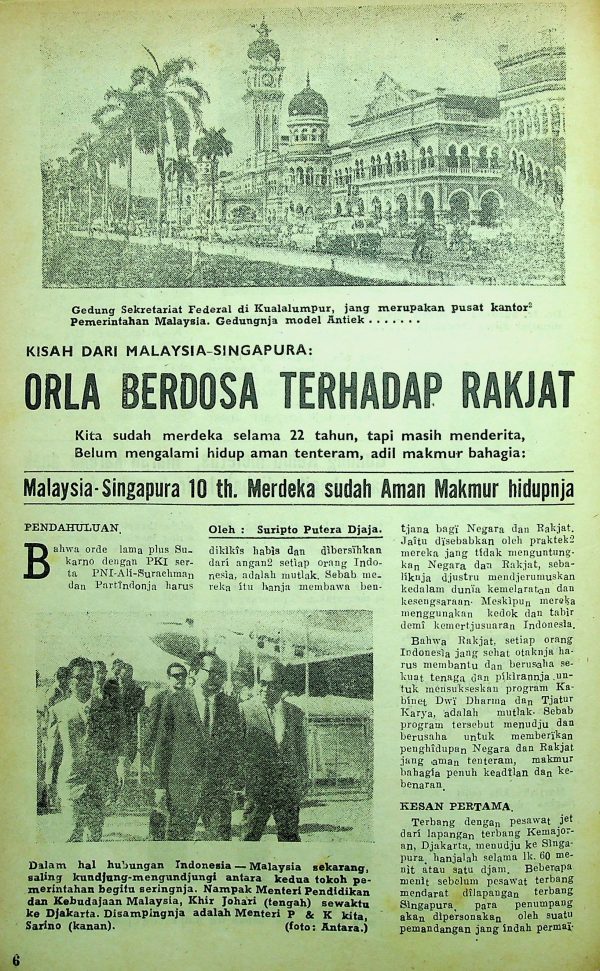 Gedung Sekretariat Federal di Kualalumpur, jang merupakan pusat kantor²
Pemerintahan Malaysia. Gedungnja model Antiek . . . . . . .
KISAH DARI MALAYSIA-SINGAPURA:
ORLA BERDOSA TERHADAP RAKJAT
Kita sudah merdeka selama 22 tahun, tapi masih menderita,
Belum mengalami hidup aman tenteram, adil makmur bahagia:
Malaysia-Singapura 10 th. Merdeka sudah Aman Makmur hidupnja
PENDAHULUAN.
Bahwa orde lama plus Su-
karno dengan PKI ser-
ta PNI-Ali-Surachman
dan Partindonja harus
Oleh : Suripto Putera Djaja.
dikikis habis dan dibersihkan
dari angan2 setiap orang Indo-
nesia, adalah mutlak. Sebab me-
reka itu hanja membawa ben-
tjana bagi Negara dan Rakjat.
Jaitu disebabkan oleh praktek2
mereka jang tidak menguntung-
kan Negara dan Rakjat, seba-
liknja djustru mendjerumuskan
kedalam dunia kemelaratan dan
kesengsaraan. Meskipun mereka
menggunakan kedok dan tabir
demi kemertjusuaran Indonesia.
Bahwa Rakjat, setiap orang
Indonesia jang sehat otaknja ha-
rus membantu dan berusaha se-
kuat tenaga dan pikirannja un-
tuk mensukseskan program Ka-
binet Dwi Dharma dan Tjatur
Karya, adalah mutlak. Sebab
program tersebut menudju dan
berusaha untuk memberikan
penghidupan Negara dan Rakjat
jang aman tenteram, makmur
bahagia penuh keadilan dan ke-
benaran.
KESAN PERTAMA.
Terbang dengan pesawat jet
dari lapangan terbang Kemajor-
an, Djakarta, menudju ke Singa-
pura, hanjalah selama lk. 60 me-
nit atau satu djam. Beberapa
menit sebelum pesawat terbang
mendarat dilapangan terbang
Singapura, para penumpang
akan dipersonakan oleh suatu
pemandangan jang indah permai-
Dalam hal hubungan Indonesia — Malaysia sekarang,
saling kundjung-mengundjungi antara kedua tokoh pe-
merintahan begitu seringnja. Nampak Menteri Pendidikan
dan Kebudajaan Malaysia, Khir Johari (tengah) sewaktu
ke Djakarta. Disampingnja adalah Menteri P & K kita,
Sarino (kanan). (foto: Antara.)
6